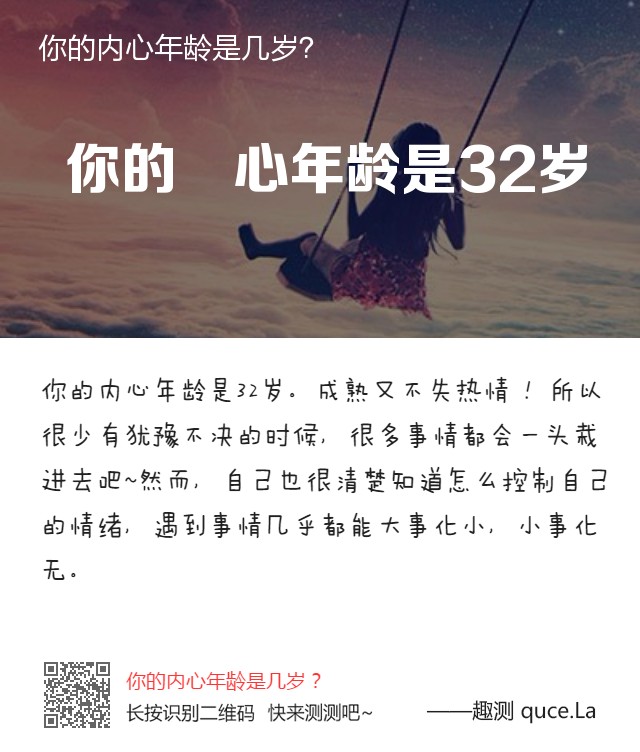 你的内心年龄是几岁?
你的 心年龄是32岁
你的内心年龄是32岁。成熟又不失热情！所以
很少有犹豫不决的时候，很多事情都会一头栽
进去吧~然而，自己也很清楚知道怎么控制自己
的情绪，遇到事情几乎都能大事化小，小事化
无。
你的内心年龄是几岁？
长按识别二维码 快来测测吧~
——趣测 quce.La